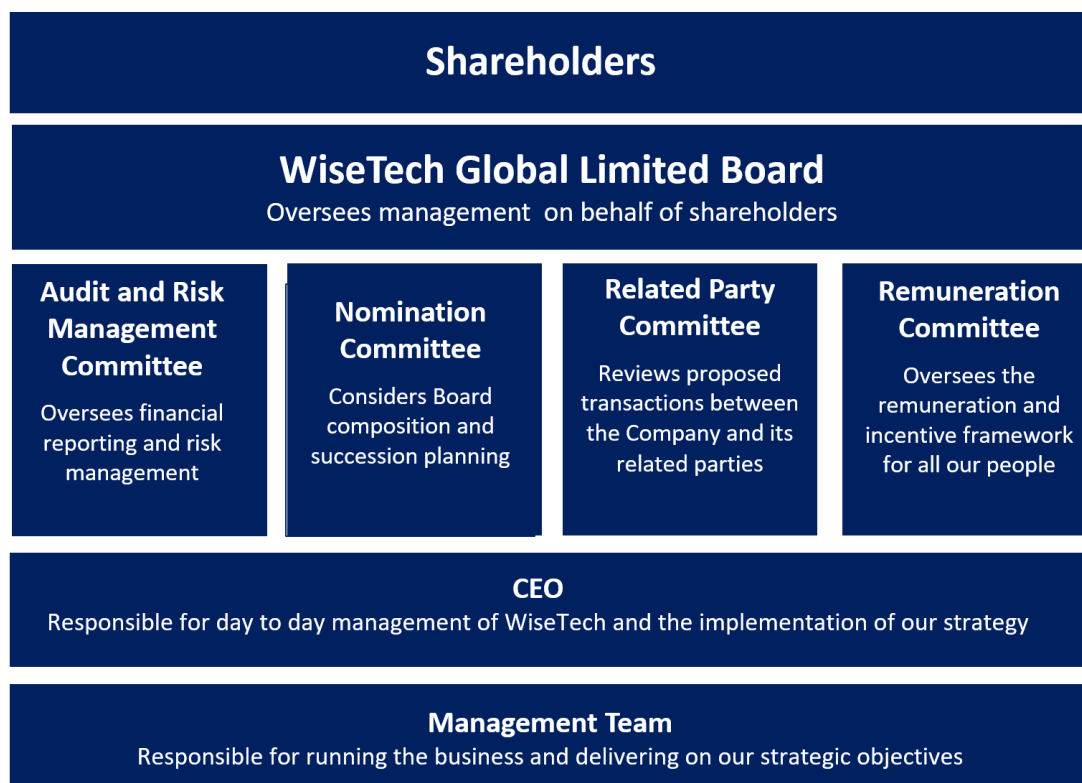 Shareholders
WiseTech Global Limited Board
Oversees management on behalf of shareholders
Audit and Risk
Management
Committee
Oversees financial
reporting and risk
management
Nomination
Committee
Considers Board
composition and
succession planning
Related Party
Committee
Reviews proposed
transactions between
the Company and its
related parties
Remuneration
Committee
Oversees the
remuneration and
incentive framework
for all our people
CEO
Responsible for day to day management of WiseTech and the implementation of our strategy
Management Team
Responsible for running the business and delivering on our strategic objectives